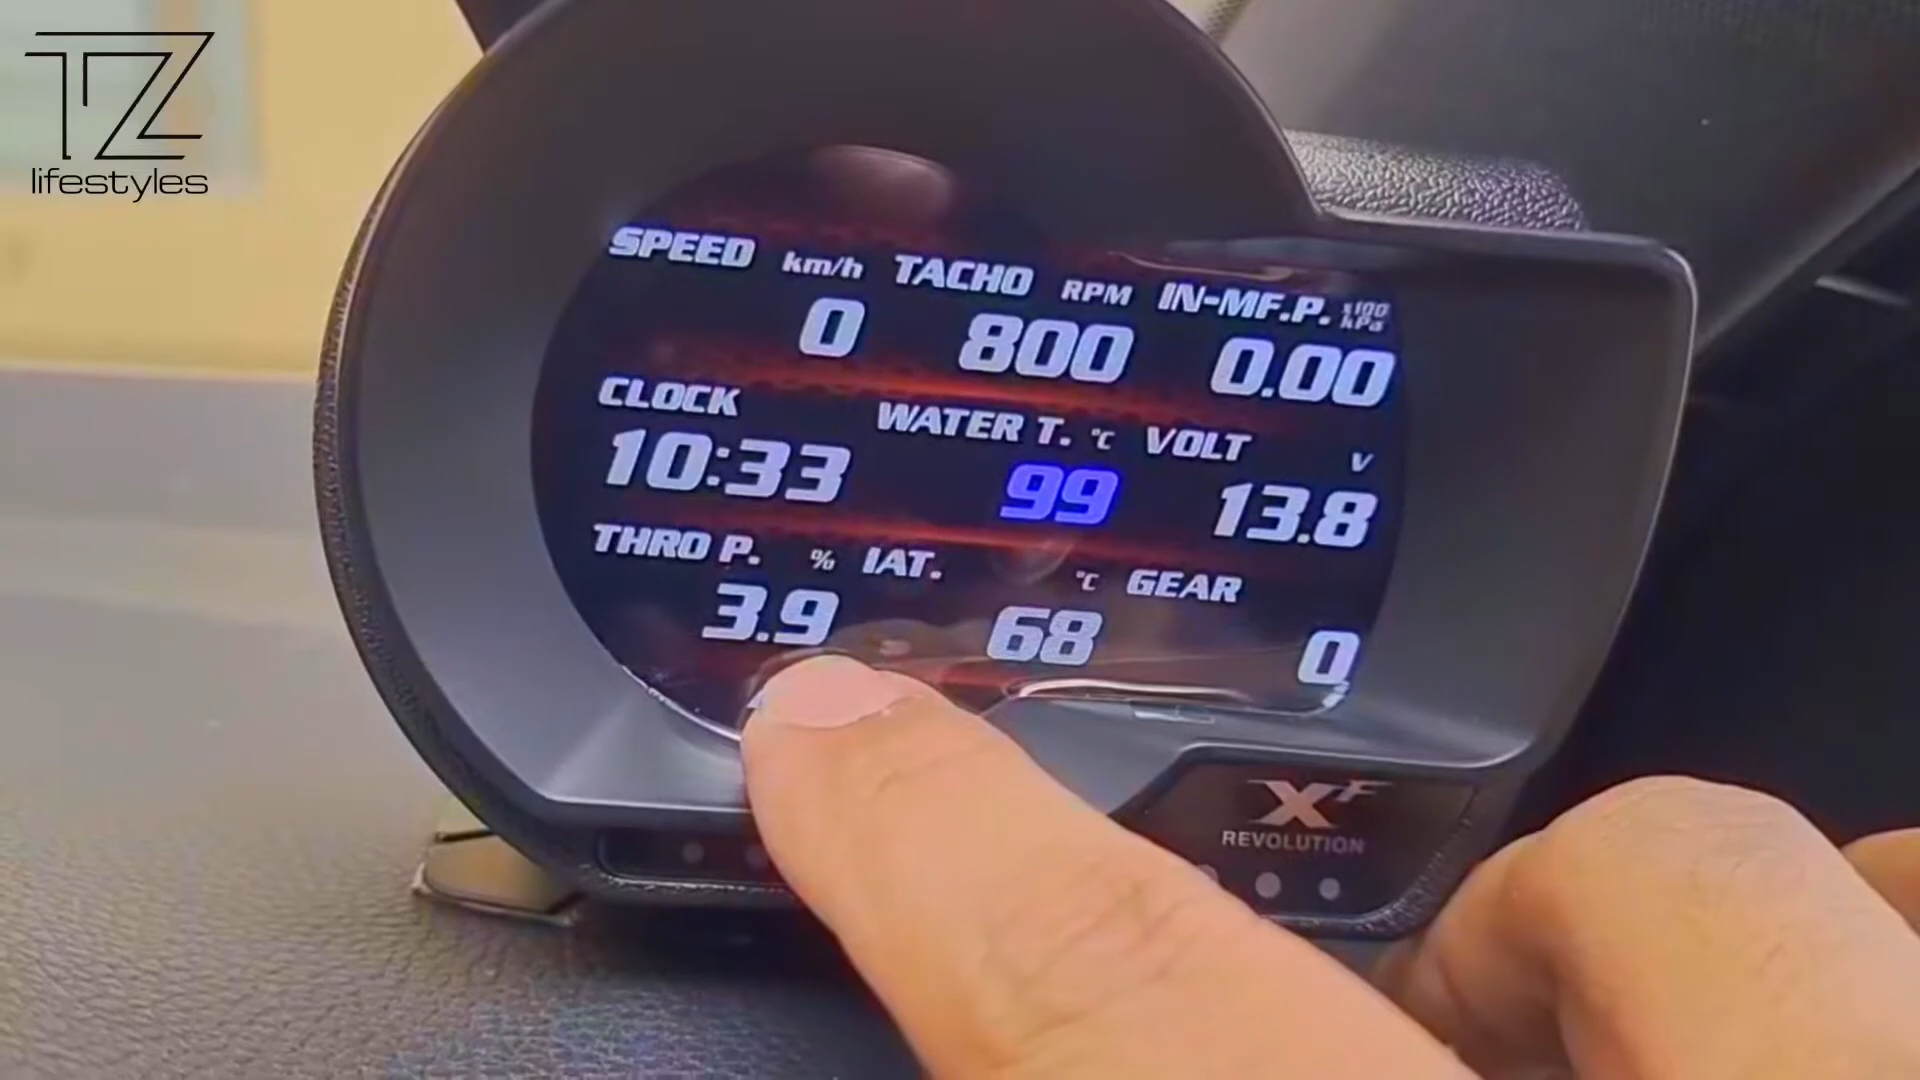 TZ
lifestyles
SPEED km/h TACHO RPM IN-MF.P. x100 kPa
0 800 0.00
CLOCK WATER T. °C VOLT V
10:33 99 13.8
THRO P. % IAT. °C GEAR
3.9 68 0
XF
REVOLUTION